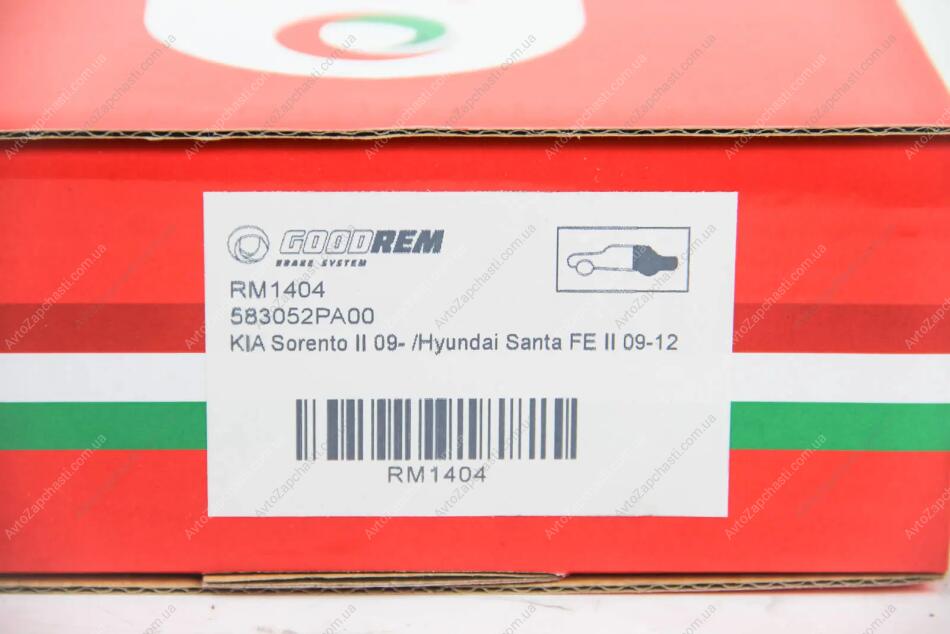 GOODREM
BRAKE SYSTEM
RM1404
583052PA00
KIA Sorento II 09- /Hyundai Santa FE II 09-12
RM1404
AvtoZapchasti.com.ua